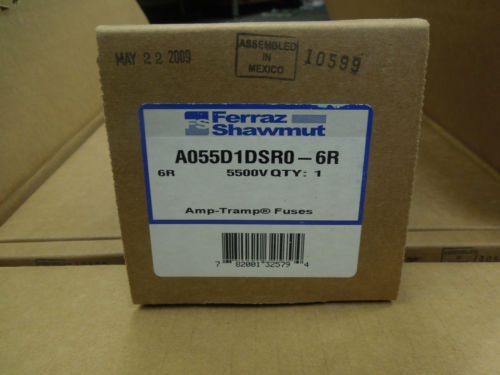 MAY 22 2009
ASSEMBLED
IN
MEXICO
10599
FS Ferraz
Shawmut
A055D1DSR0-6R
6R 5500V QTY: 1
Amp-Tramp® Fuses
7 82001 32579 4